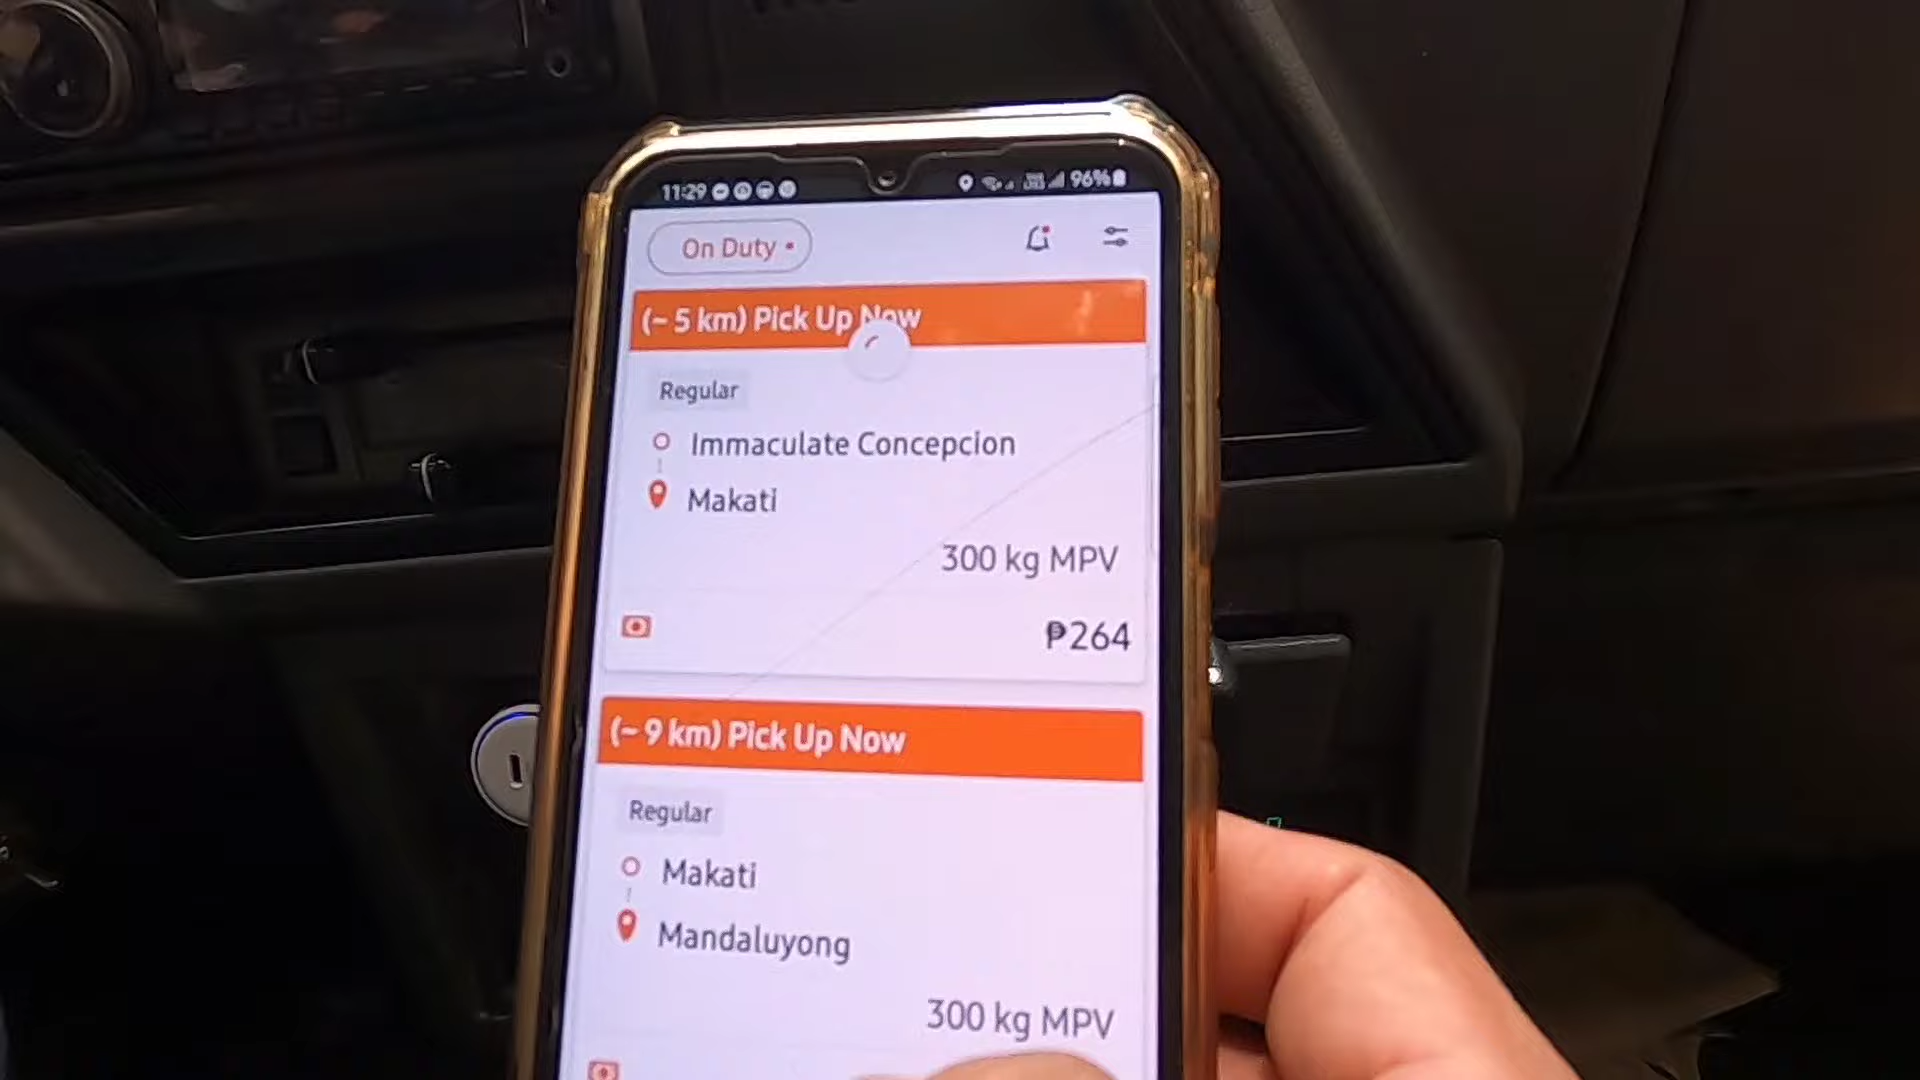 11:29
96%
On Duty
(~ 5 km) Pick Up Now
Regular
Immaculate Concepcion
Makati
300 kg MPV
₱264
(~ 9 km) Pick Up Now
Regular
Makati
Mandaluyong
300 kg MPV